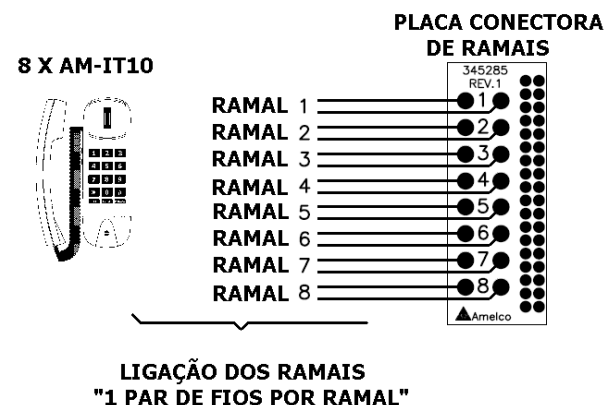 PLACA CONECTORA
DE RAMAIS
8 X AM-IT10
345285
REV.1
RAMAL 1
RAMAL 2
RAMAL 3
RAMAL 4
RAMAL 5
RAMAL 6
RAMAL 7
RAMAL 8
1
2
3
4
5
6
7
8
Amelco
LIGAÇÃO DOS RAMAIS
"1 PAR DE FIOS POR RAMAL"